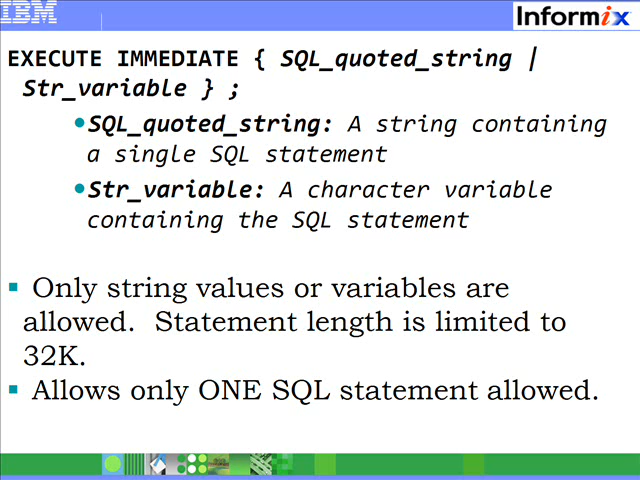 IBM
Informix
EXECUTE IMMEDIATE { SQL_quoted_string |
Str_variable } ;
•SQL_quoted_string: A string containing
a single SQL statement
•Str_variable: A character variable
containing the SQL statement
▪ Only string values or variables are
allowed. Statement length is limited to
32K.
▪ Allows only ONE SQL statement allowed.